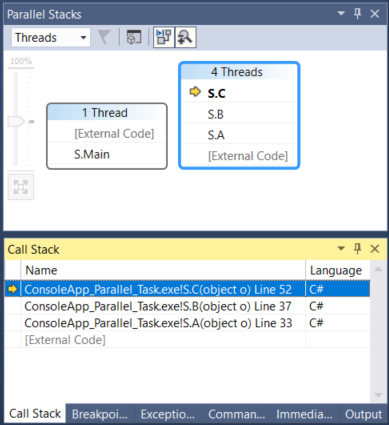 Parallel Stacks
Threads
100%
4 Threads
S.C
S.B
S.A
[External Code]
1 Thread
[External Code]
S.Main
Call Stack
Name Language
ConsoleApp_Parallel_Task.exe!S.C(object o) Line 52 C#
ConsoleApp_Parallel_Task.exe!S.B(object o) Line 37 C#
ConsoleApp_Parallel_Task.exe!S.A(object o) Line 33 C#
[External Code]
Call Stack Breakpoi... Exceptio... Comman... Immedia... Output